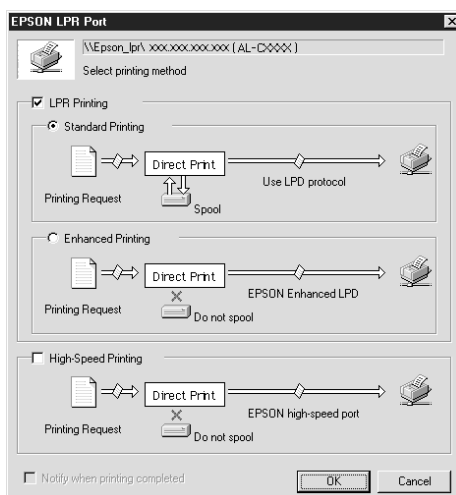 EPSON LPR Port
\\Epson_lpr\ xxx.xxx.xxx.xxx ( AL-CXXXX )
Select printing method
LPR Printing
Standard Printing
Direct Print
Use LPD protocol
Printing Request
Spool
Enhanced Printing
Direct Print
EPSON Enhanced LPD
Printing Request
Do not spool
High-Speed Printing
Direct Print
EPSON high-speed port
Printing Request
Do not spool
Notify when printing completed
OK
Cancel